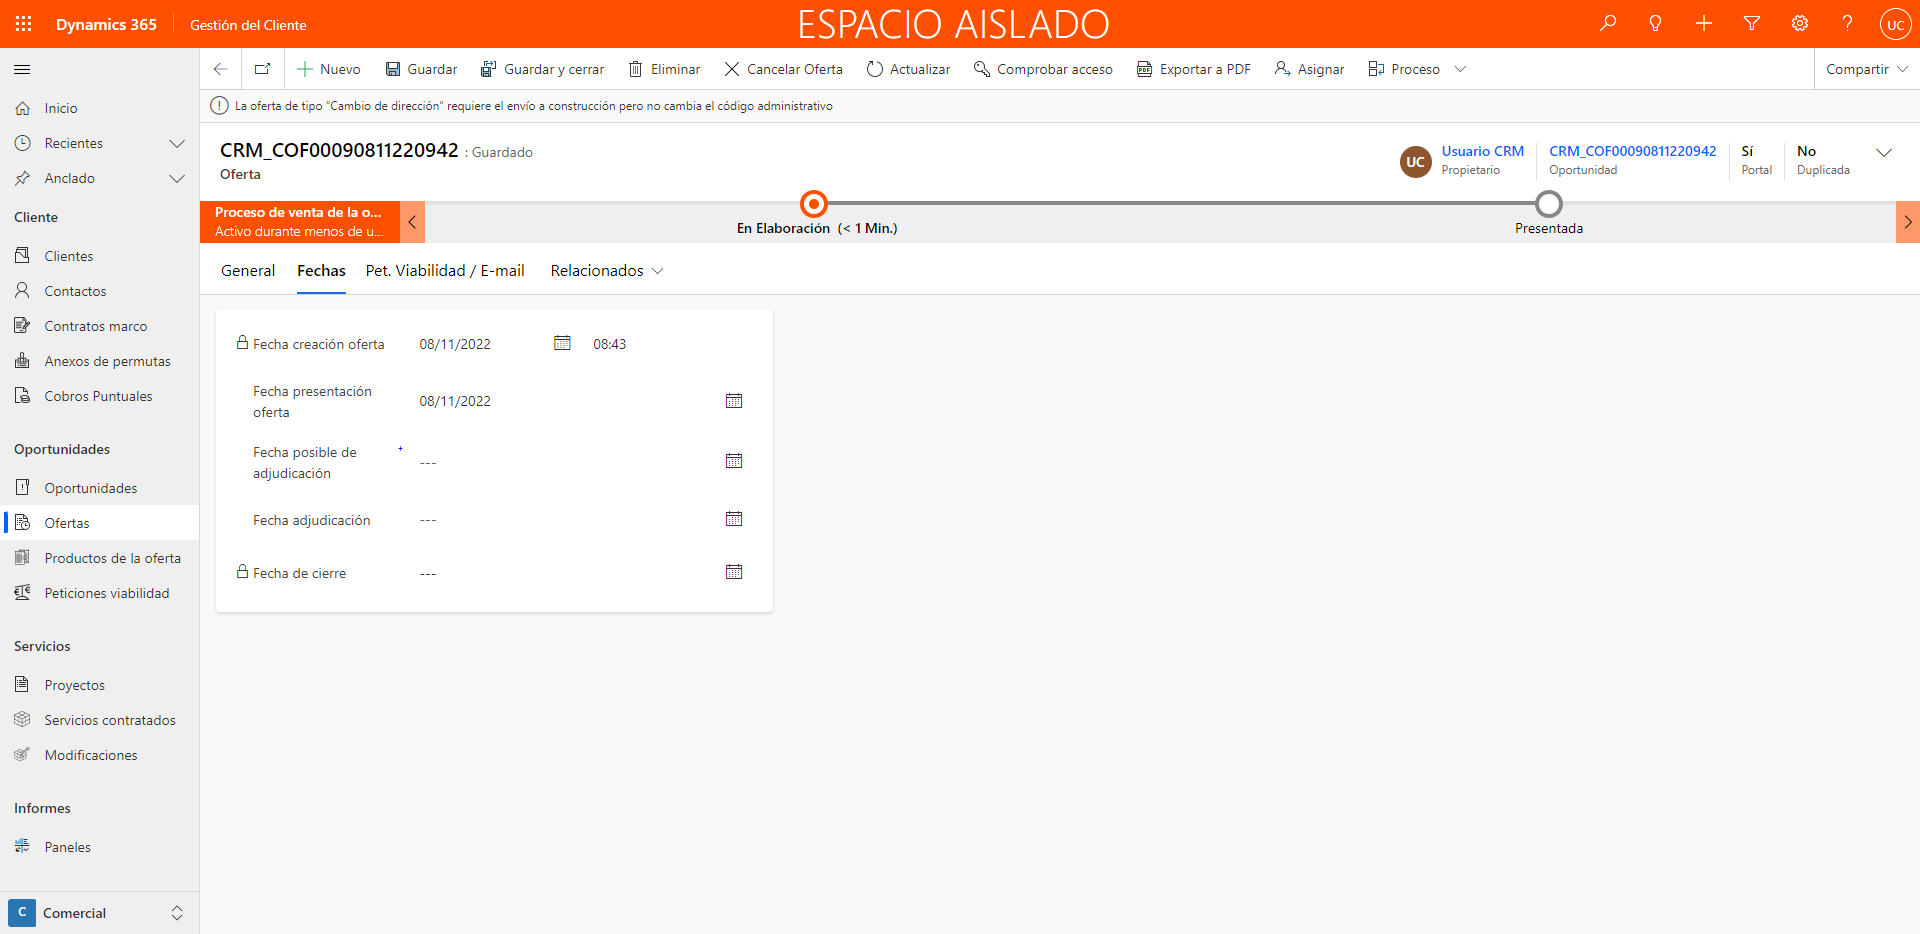 Dynamics 365
Gestión del Cliente
ESPACIO AISLADO
UC
Nuevo
Guardar
Guardar y cerrar
Eliminar
Cancelar Oferta
Actualizar
Comprobar acceso
Exportar a PDF
Asignar
Proceso
Compartir
La oferta de tipo "Cambio de dirección" requiere el envío a construcción pero no cambia el código administrativo
Inicio
Recientes
Anclado
Cliente
Clientes
Contactos
Contratos marco
Anexos de permutas
Cobros Puntuales
Oportunidades
Oportunidades
Ofertas
Productos de la oferta
Peticiones viabilidad
Servicios
Proyectos
Servicios contratados
Modificaciones
Informes
Paneles
C
Comercial
CRM_COF00090811220942 : Guardado
Oferta
UC
Usuario CRM
Propietario
CRM_COF00090811220942
Oportunidad
Sí
Portal
No
Duplicada
Proceso de venta de la o...
Activo durante menos de u...
En Elaboración (< 1 Min.)
Presentada
General
Fechas
Pet. Viabilidad / E-mail
Relacionados
Fecha creación oferta
08/11/2022
08:43
Fecha presentación
oferta
08/11/2022
Fecha posible de
adjudicación
+
---
Fecha adjudicación
---
Fecha de cierre
---